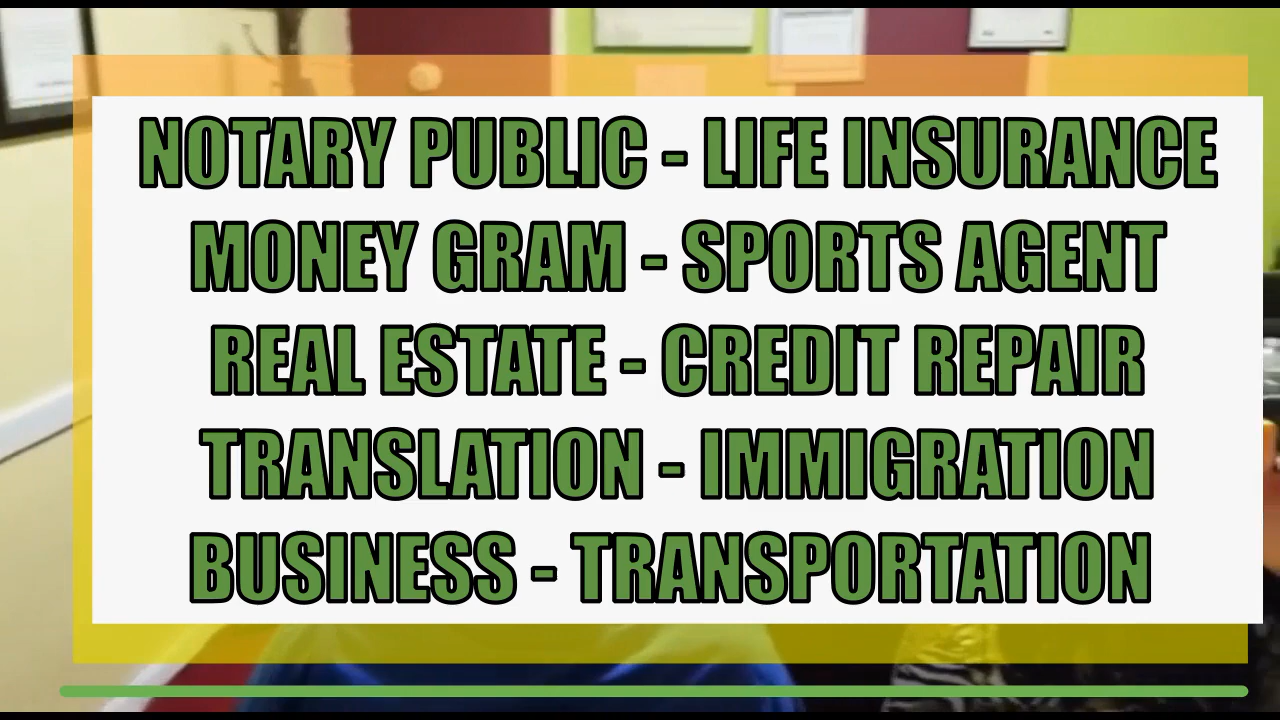 NOTARY PUBLIC - LIFE INSURANCE
MONEY GRAM - SPORTS AGENT
REAL ESTATE - CREDIT REPAIR
TRANSLATION - IMMIGRATION
BUSINESS - TRANSPORTATION